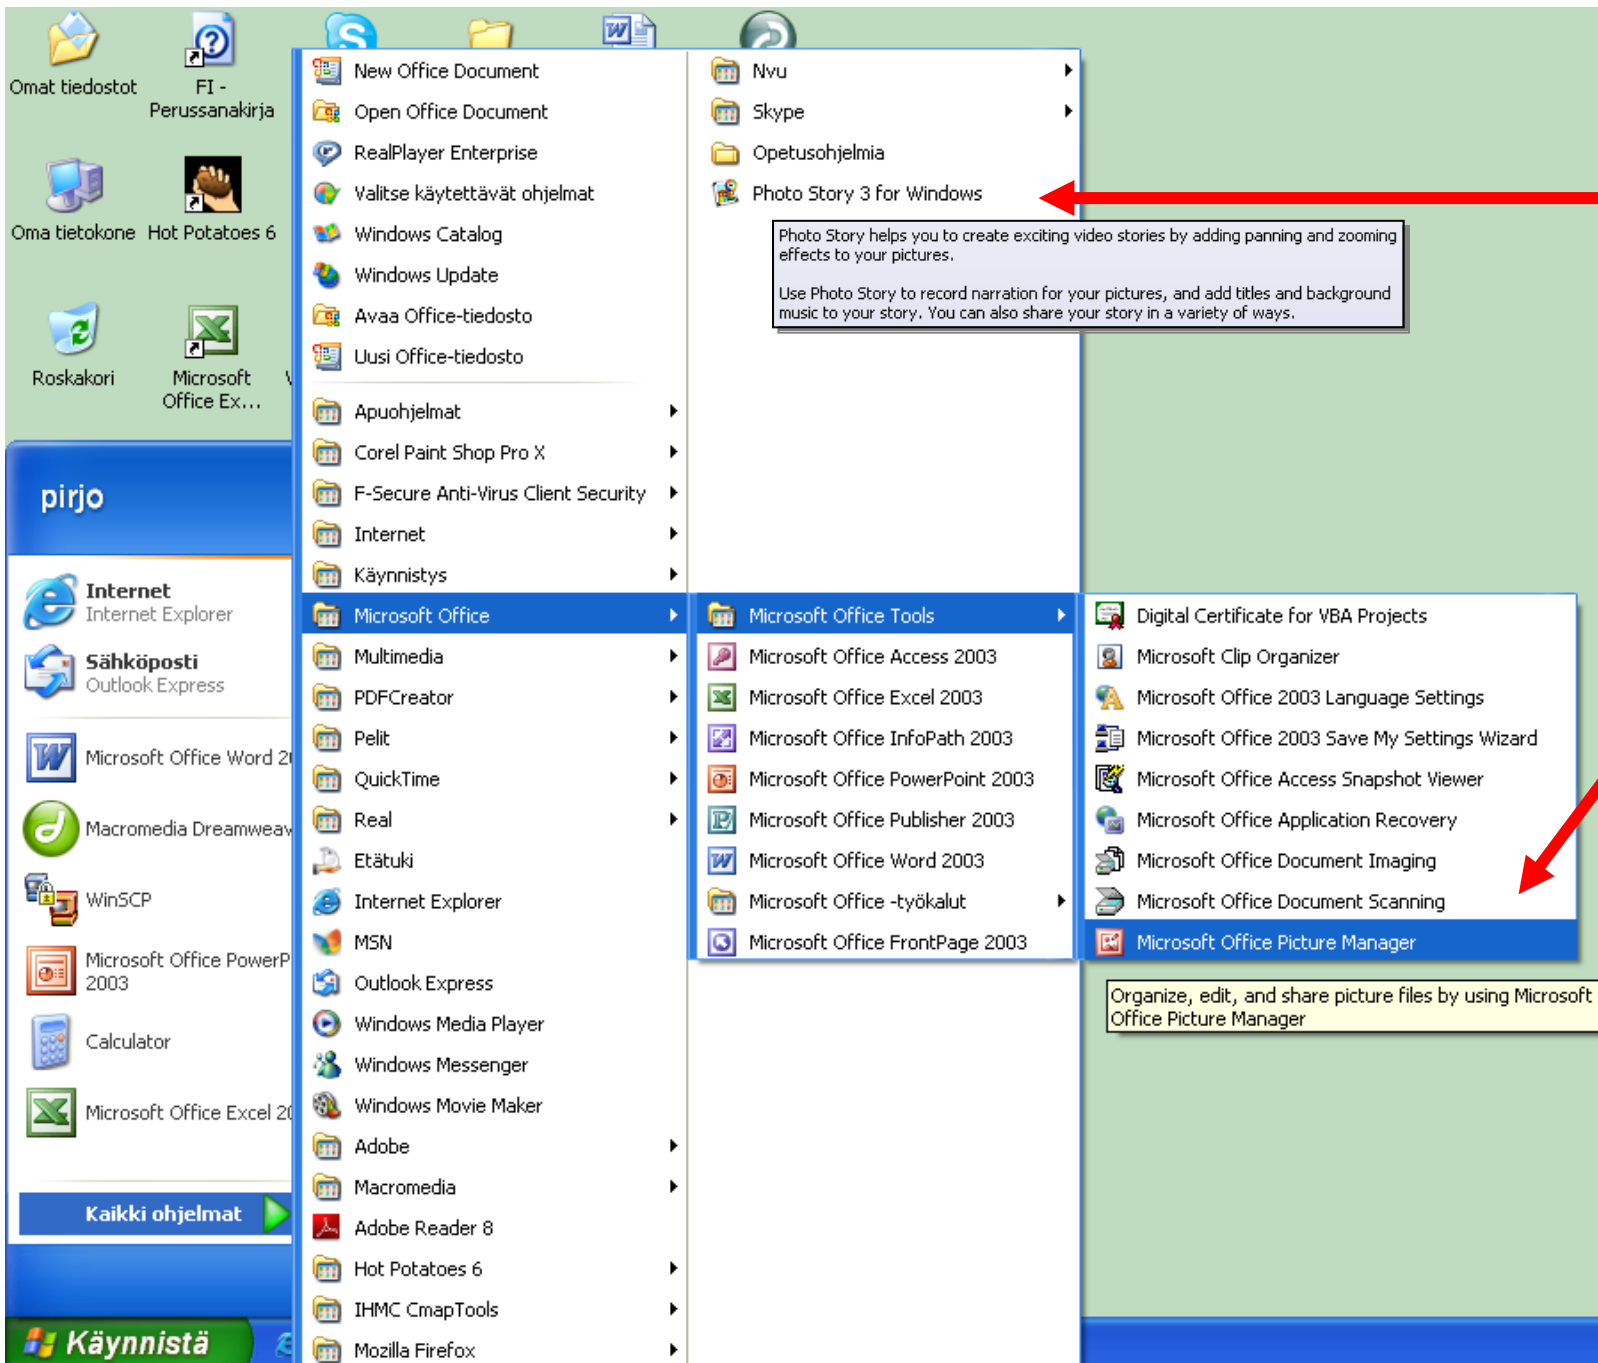 Omat tiedostot
FI -
Perussanakirja
Oma tietokone
Hot Potatoes 6
Roskakori
Microsoft
Office Ex...
pirjo
Internet
Internet Explorer
Sähköposti
Outlook Express
Microsoft Office Word 20
Macromedia Dreamweav
WinSCP
Microsoft Office PowerP
2003
Calculator
Microsoft Office Excel 20
Kaikki ohjelmat
Käynnistä
New Office Document
Open Office Document
RealPlayer Enterprise
Valitse käytettävät ohjelmat
Windows Catalog
Windows Update
Avaa Office-tiedosto
Uusi Office-tiedosto
Apuohjelmat
Corel Paint Shop Pro X
F-Secure Anti-Virus Client Security
Internet
Käynnistys
Microsoft Office
Multimedia
PDFCreator
Pelit
QuickTime
Real
Etätuki
Internet Explorer
MSN
Outlook Express
Windows Media Player
Windows Messenger
Windows Movie Maker
Adobe
Macromedia
Adobe Reader 8
Hot Potatoes 6
IHMC CmapTools
Mozilla Firefox
Nvu
Skype
Opetusohjelmia
Photo Story 3 for Windows
Photo Story helps you to create exciting video stories by adding panning and zooming
effects to your pictures.
Use Photo Story to record narration for your pictures, and add titles and background
music to your story. You can also share your story in a variety of ways.
Microsoft Office Tools
Microsoft Office Access 2003
Microsoft Office Excel 2003
Microsoft Office InfoPath 2003
Microsoft Office PowerPoint 2003
Microsoft Office Publisher 2003
Microsoft Office Word 2003
Microsoft Office -työkalut
Microsoft Office FrontPage 2003
Digital Certificate for VBA Projects
Microsoft Clip Organizer
Microsoft Office 2003 Language Settings
Microsoft Office 2003 Save My Settings Wizard
Microsoft Office Access Snapshot Viewer
Microsoft Office Application Recovery
Microsoft Office Document Imaging
Microsoft Office Document Scanning
Microsoft Office Picture Manager
Organize, edit, and share picture files by using Microsoft
Office Picture Manager